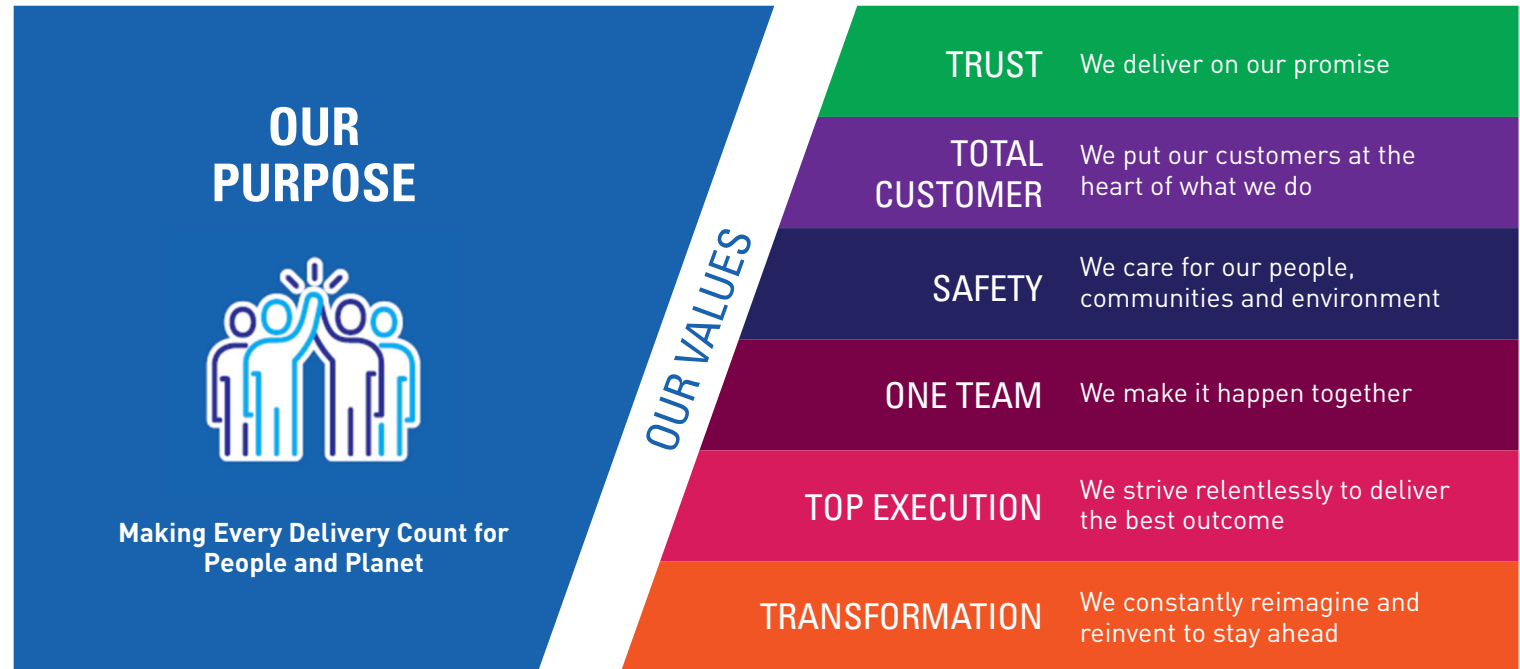 OUR
PURPOSE
Making Every Delivery Count for
People and Planet
OUR VALUES
TRUST
We deliver on our promise
TOTAL
CUSTOMER
We put our customers at the
heart of what we do
SAFETY
We care for our people,
communities and environment
ONE TEAM
We make it happen together
TOP EXECUTION
We strive relentlessly to deliver
the best outcome
TRANSFORMATION
We constantly reimagine and
reinvent to stay ahead